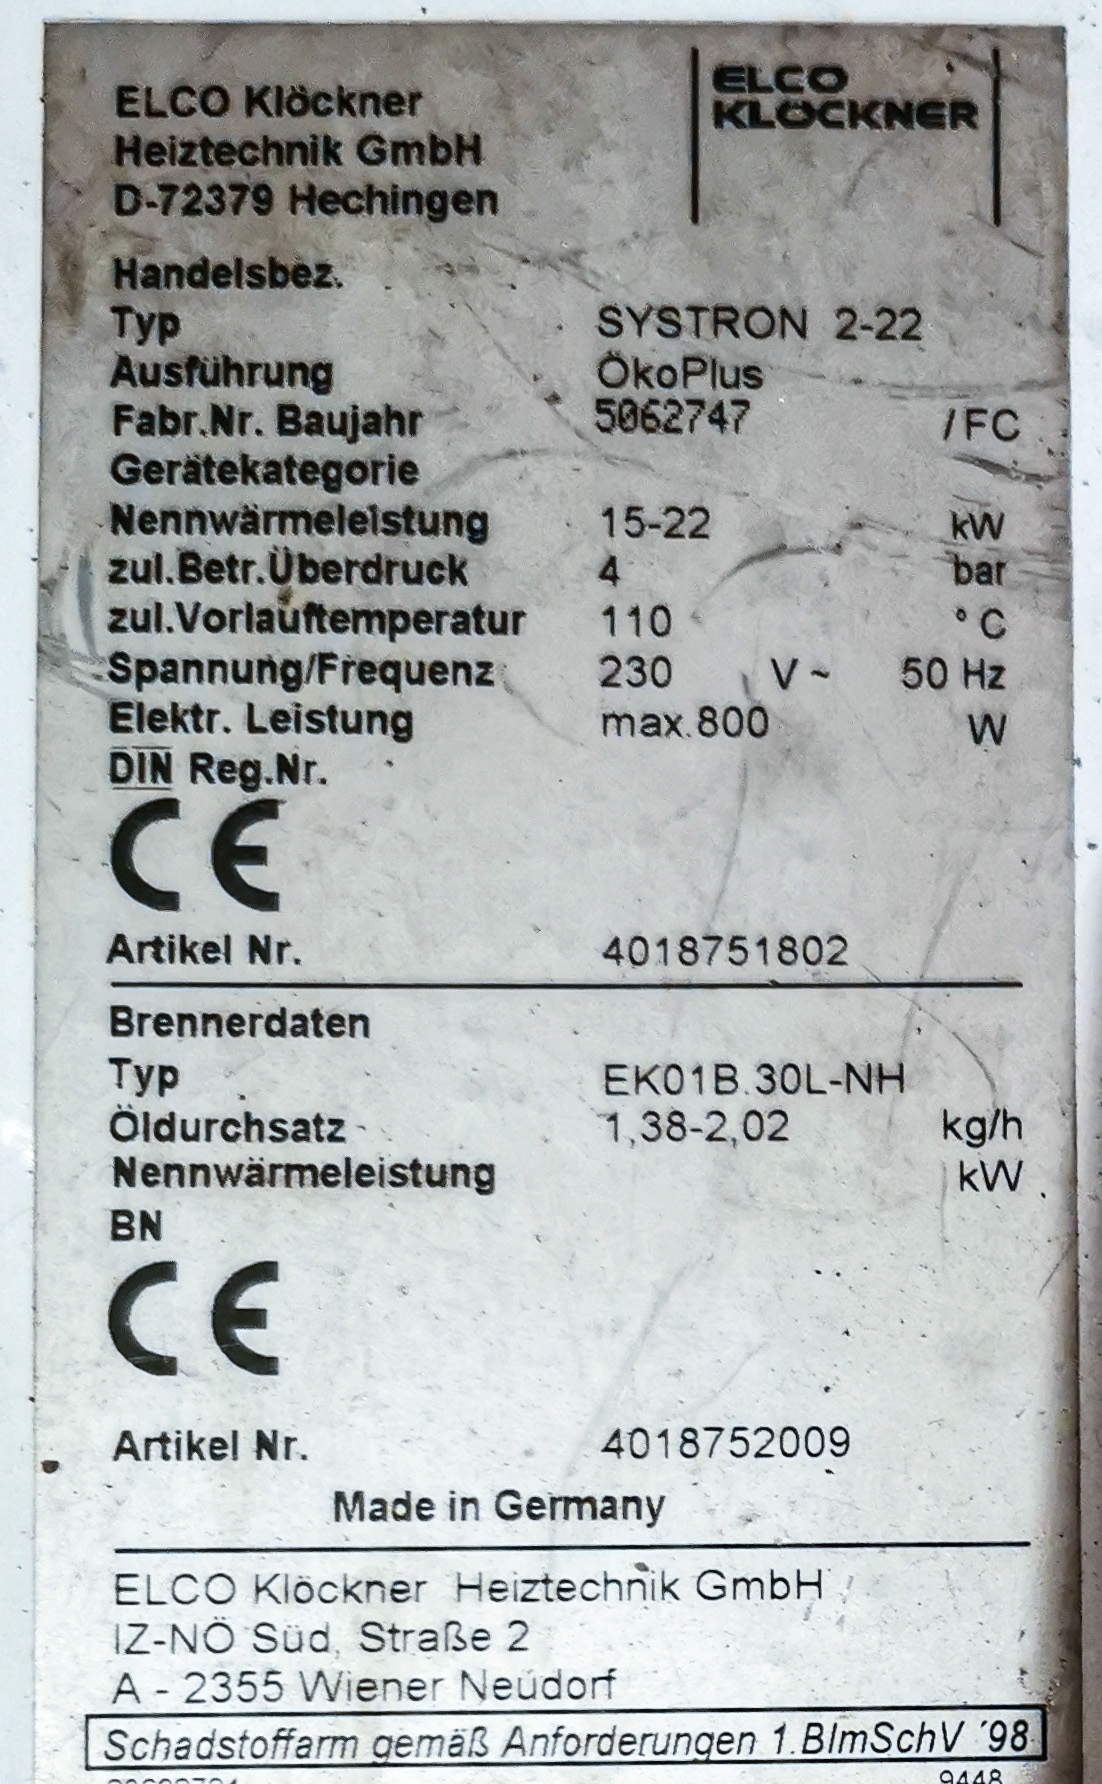 ELCO Klöckner
Heiztechnik GmbH
D-72379 Hechingen
ELCO
KLÖCKNER
Handelsbez.
Typ SYSTRON 2-22
Ausführung ÖkoPlus
Fabr.Nr. Baujahr 5062747 / FC
Gerätekategorie
Nennwärmeleistung 15-22 kW
zul.Betr.Überdruck 4 bar
zul.Vorlauftemperatur 110 °C
Spannung/Frequenz 230 V ~ 50 Hz
Elektr. Leistung max.800 W
DIN Reg.Nr.
CE
Artikel Nr. 4018751802
Brennerdaten
Typ EK01B.30L-NH
Öldurchsatz 1,38-2,02 kg/h
Nennwärmeleistung kW
BN
CE
Artikel Nr. 4018752009
Made in Germany
ELCO Klöckner Heiztechnik GmbH
IZ-NÖ Süd, Straße 2
A - 2355 Wiener Neudorf
Schadstoffarm gemäß Anforderungen 1.BImSchV ´98
9448